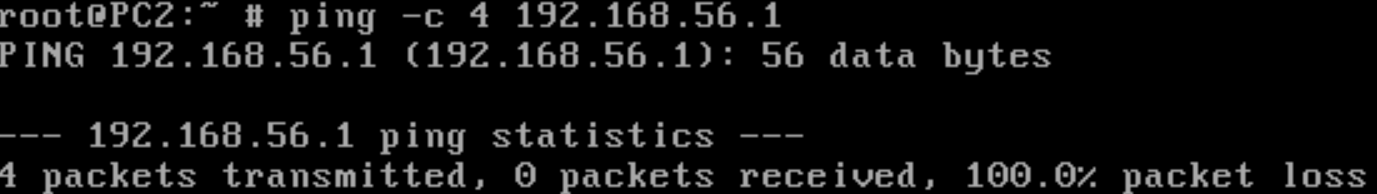 root@PC2:~ # ping -c 4 192.168.56.1
PING 192.168.56.1 (192.168.56.1): 56 data bytes
--- 192.168.56.1 ping statistics ---
4 packets transmitted, 0 packets received, 100.0% packet loss